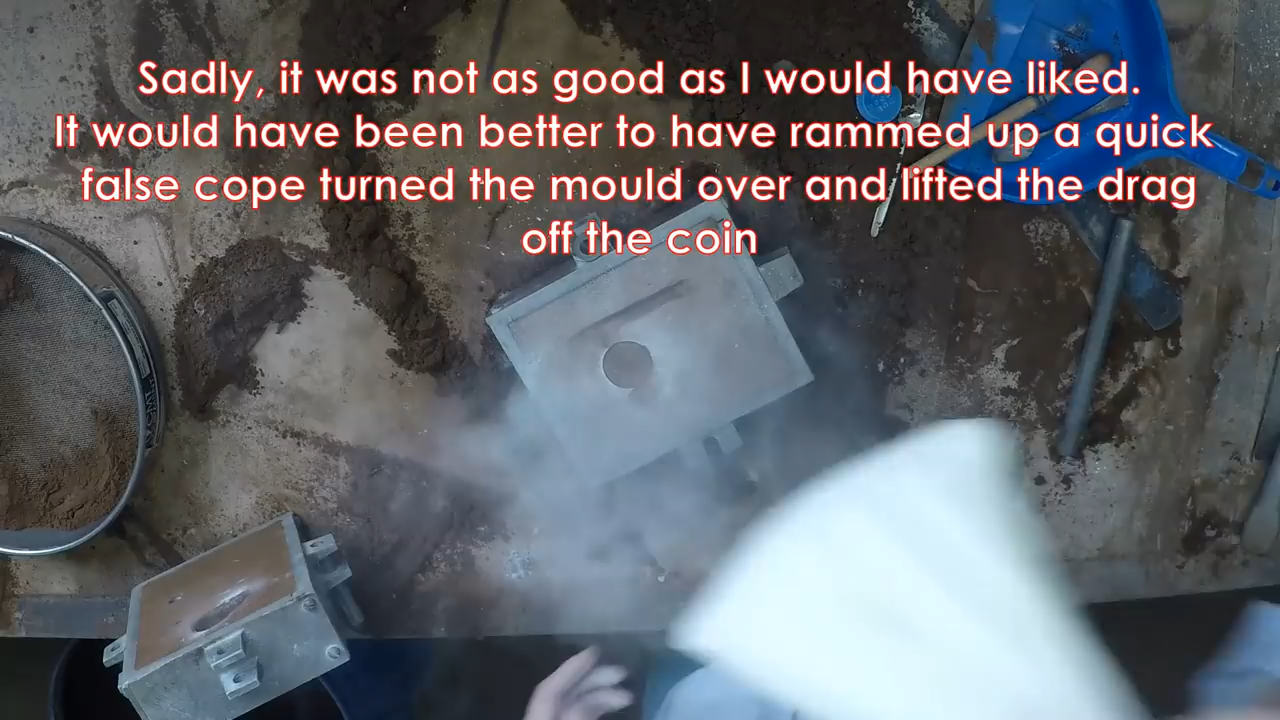 Sadly, it was not as good as I would have liked.
It would have been better to have rammed up a quick
false cope turned the mould over and lifted the drag
off the coin